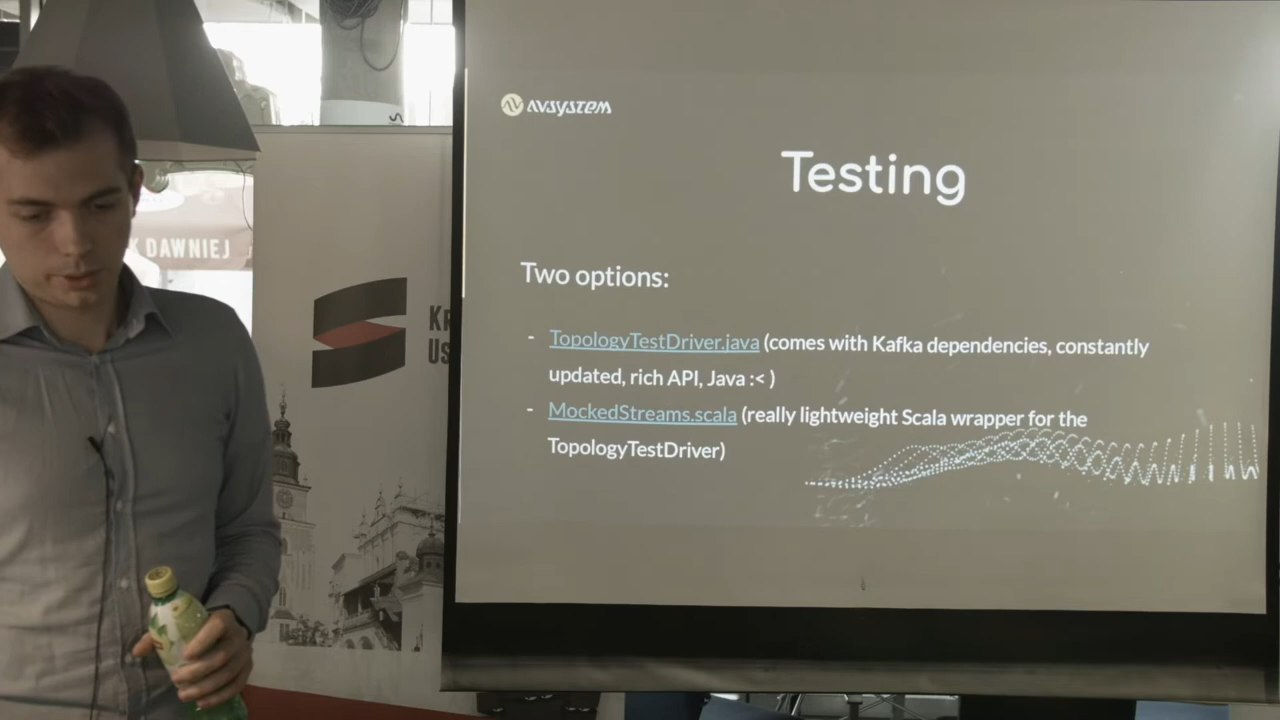 AVSYSTEM
Testing
K DAWNIEJ
Two options:
- TopologyTestDriver.java (comes with Kafka dependencies, constantly
updated, rich API, Java :< )
- MockedStreams.scala (really lightweight Scala wrapper for the
TopologyTestDriver)